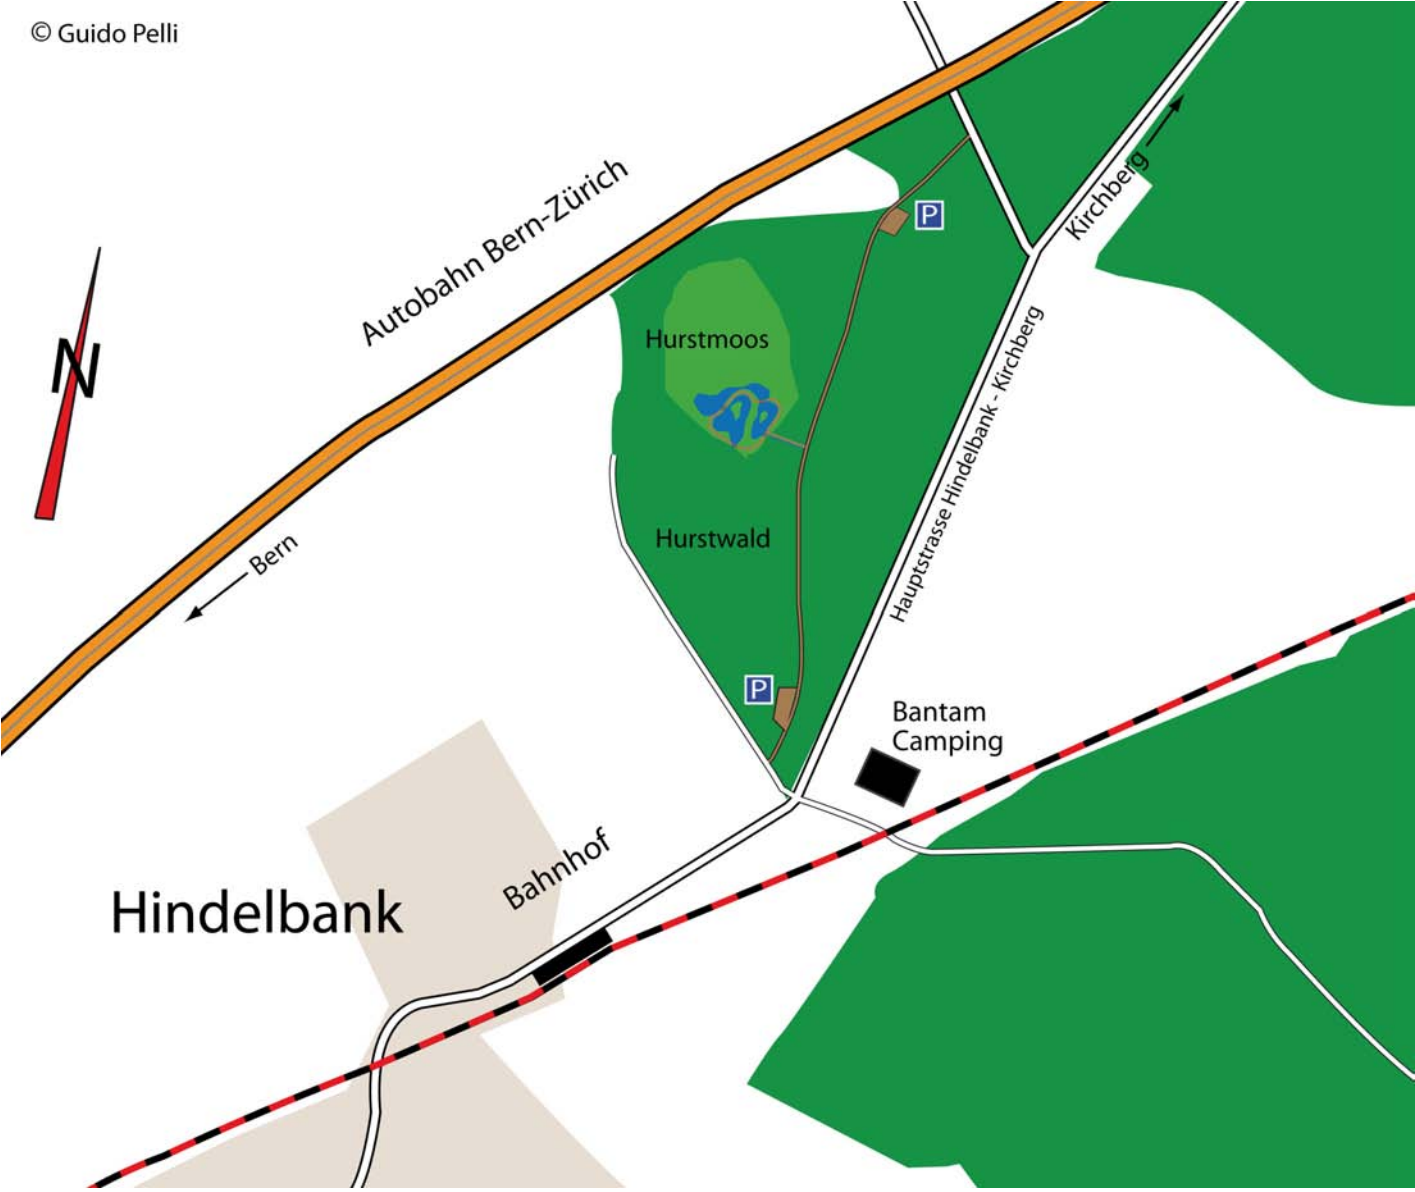 © Guido Pelli
Autobahn Bern-Zürich
Kirchberg
P
N
Hurstmoos
Hauptstrasse Hindelbank - Kirchberg
Bern
Hurstwald
P
Bantam
Camping
Bahnhof
Hindelbank